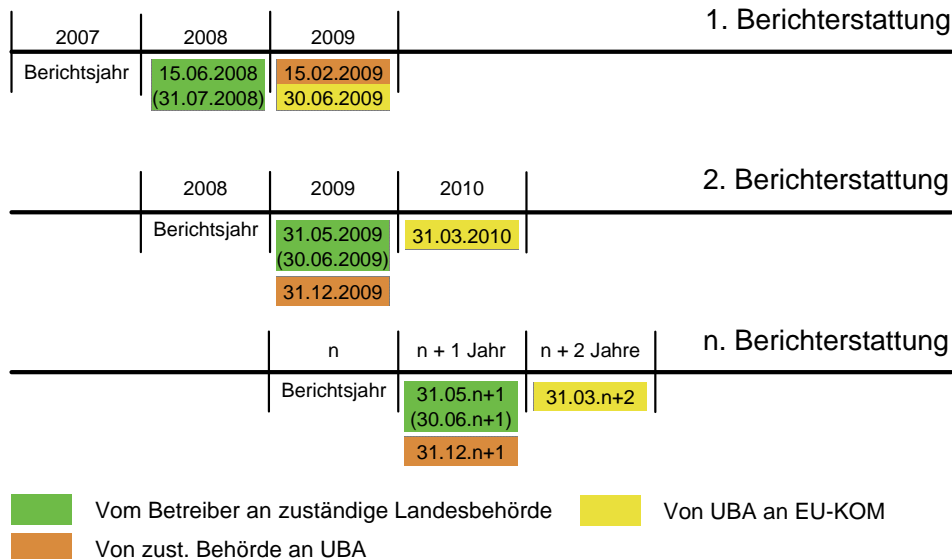 1. Berichterstattung
2007 2008 2009
Berichtsjahr 15.06.2008 15.02.2009
(31.07.2008) 30.06.2009
2. Berichterstattung
2008 2009 2010
Berichtsjahr 31.05.2009 31.03.2010
(30.06.2009)
31.12.2009
n. Berichterstattung
n n + 1 Jahr n + 2 Jahre
Berichtsjahr 31.05.n+1 31.03.n+2
(30.06.n+1)
31.12.n+1
Vom Betreiber an zuständige Landesbehörde Von UBA an EU-KOM
Von zust. Behörde an UBA